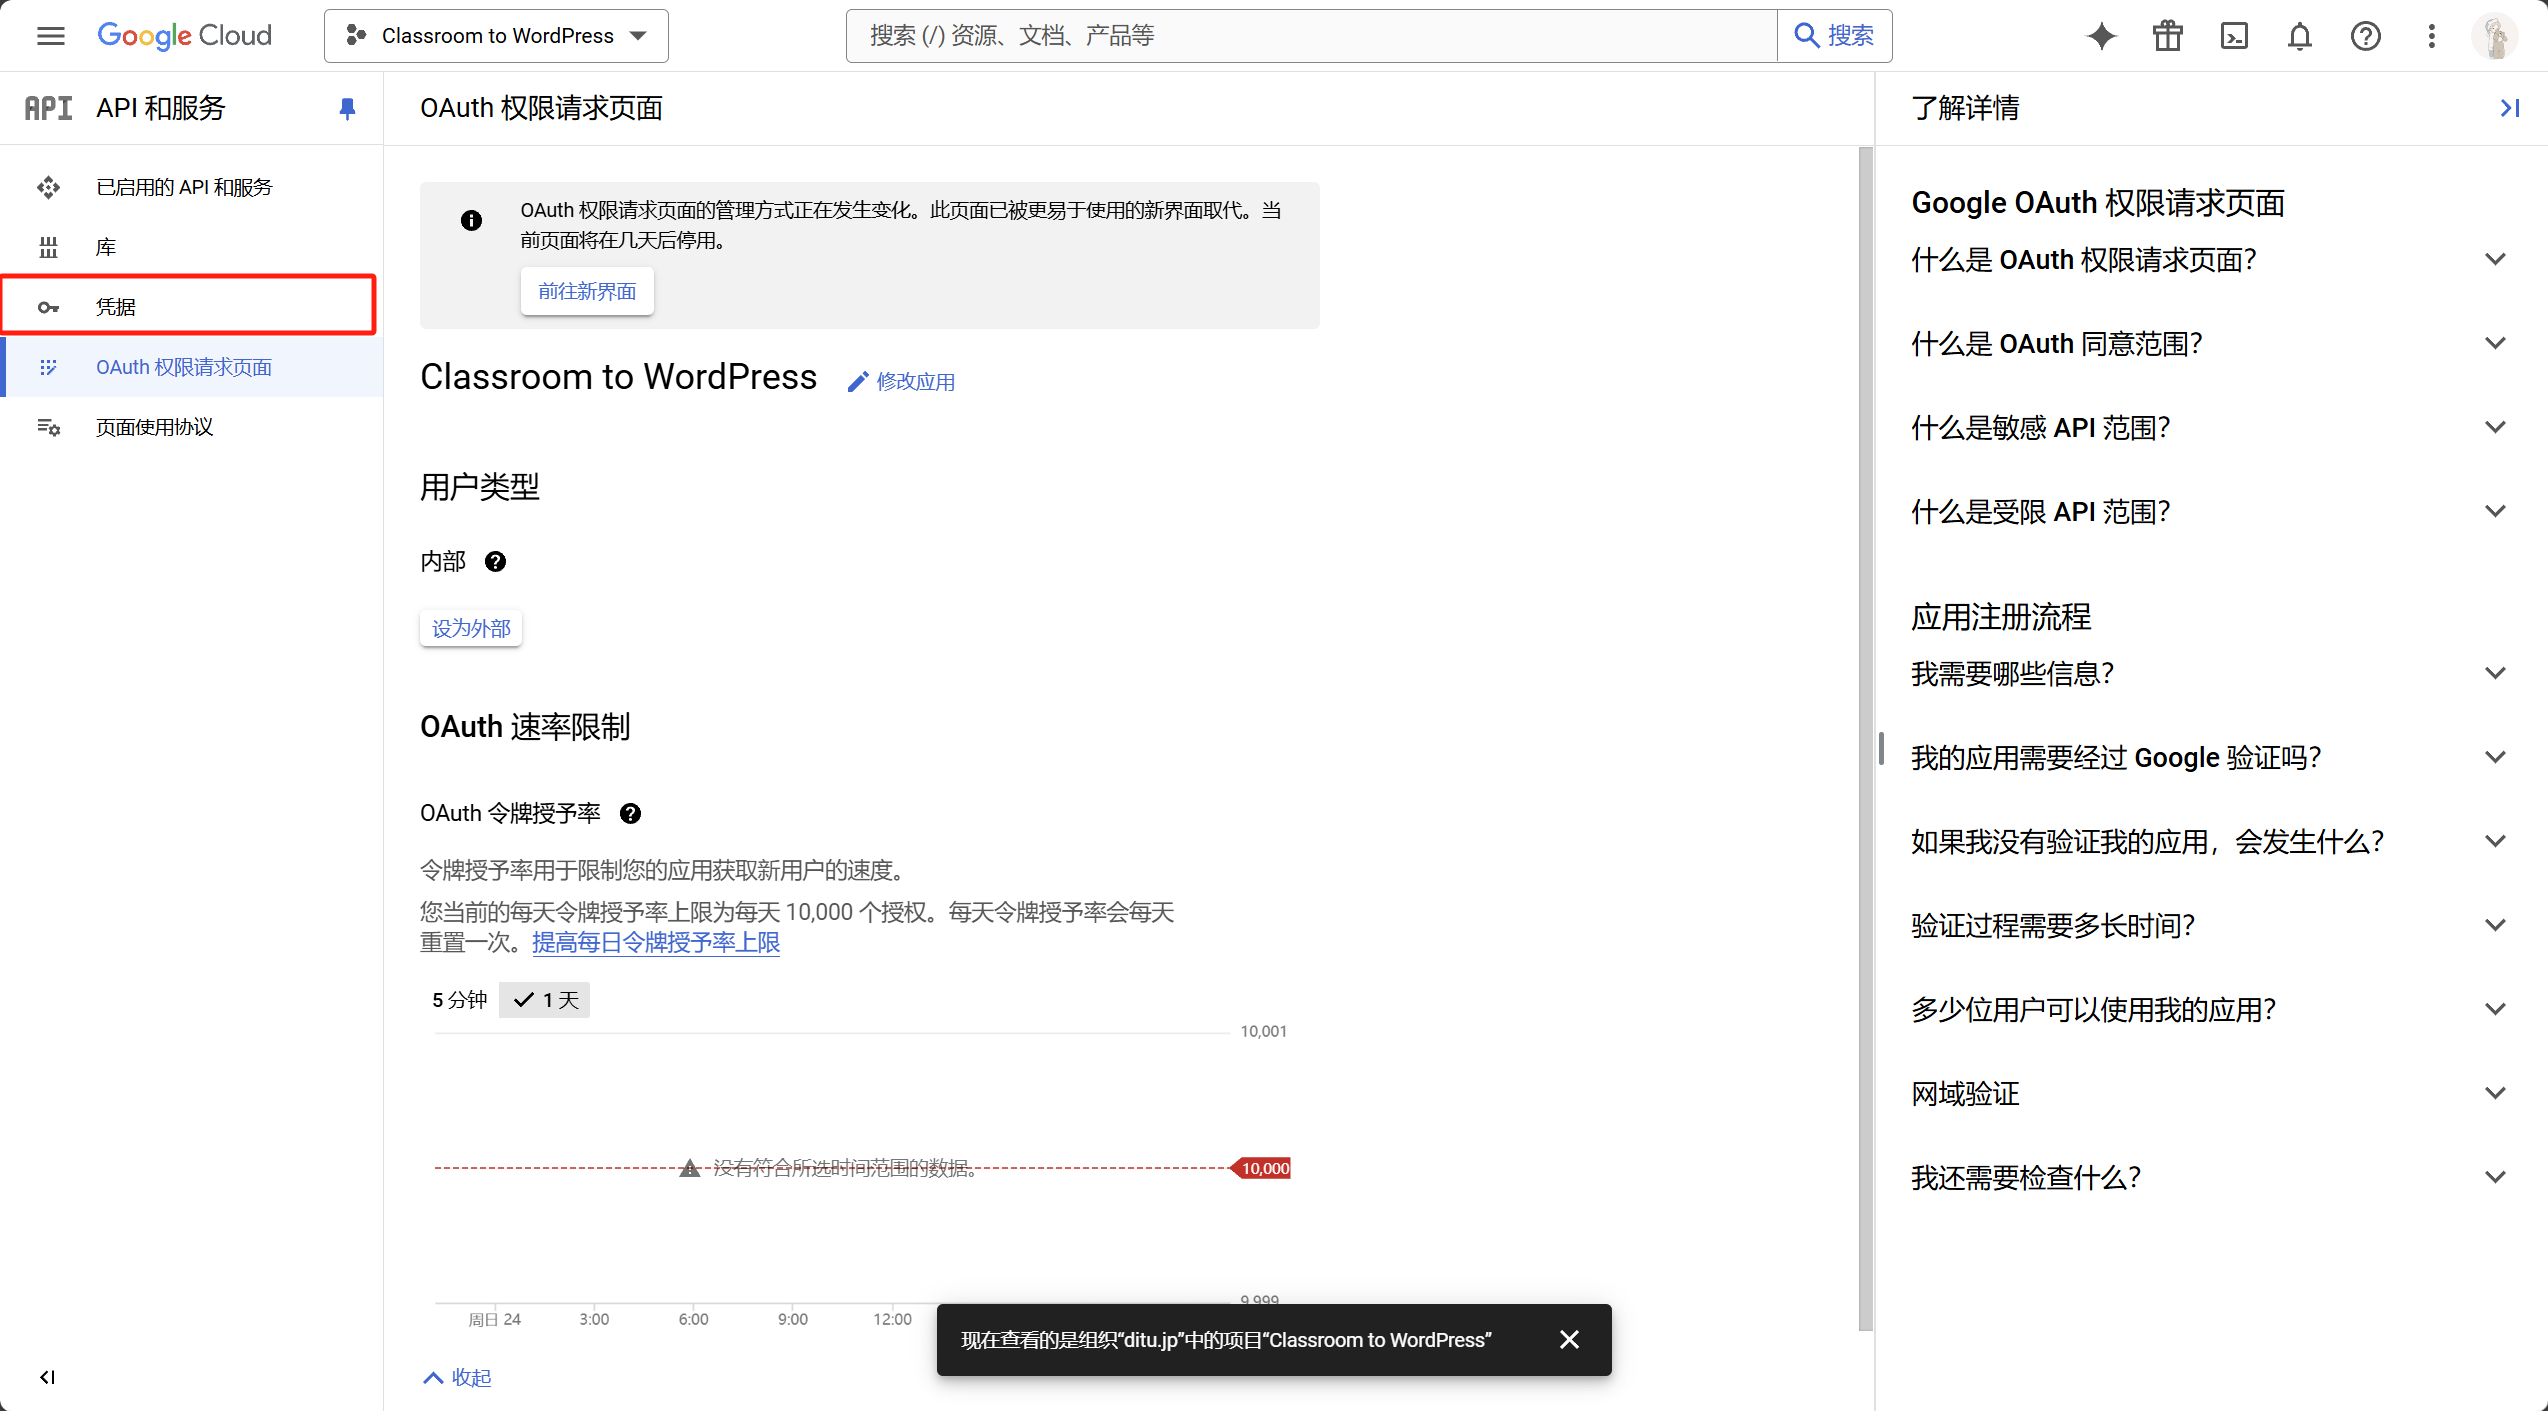 Google Cloud
Classroom to WordPress
搜索 (/) 资源、文档、产品等
搜索
API
API 和服务
已启用的 API 和服务
库
凭据
OAuth 权限请求页面
页面使用协议
OAuth 权限请求页面
OAuth 权限请求页面的管理方式正在发生变化。此页面已被更易于使用的新界面取代。当
前页面将在几天后停用。
前往新界面
Classroom to WordPress
修改应用
用户类型
内部
设为外部
OAuth 速率限制
OAuth 令牌授予率
令牌授予率用于限制您的应用获取新用户的速度。
您当前的每天令牌授予率上限为每天 10,000 个授权。每天令牌授予率会每天
重置一次。提高每日令牌授予率上限
5 分钟
1 天
10,001
没有符合所选时间范围的数据。
10,000
9,999
周日 24
3:00
6:00
9:00
12:00
收起
现在查看的是组织“ditu.jp”中的项目“Classroom to WordPress”
了解详情
Google OAuth 权限请求页面
什么是 OAuth 权限请求页面？
什么是 OAuth 同意范围？
什么是敏感 API 范围？
什么是受限 API 范围？
应用注册流程
我需要哪些信息？
我的应用需要经过 Google 验证吗？
如果我没有验证我的应用，会发生什么？
验证过程需要多长时间？
多少位用户可以使用我的应用？
网域验证
我还需要检查什么？